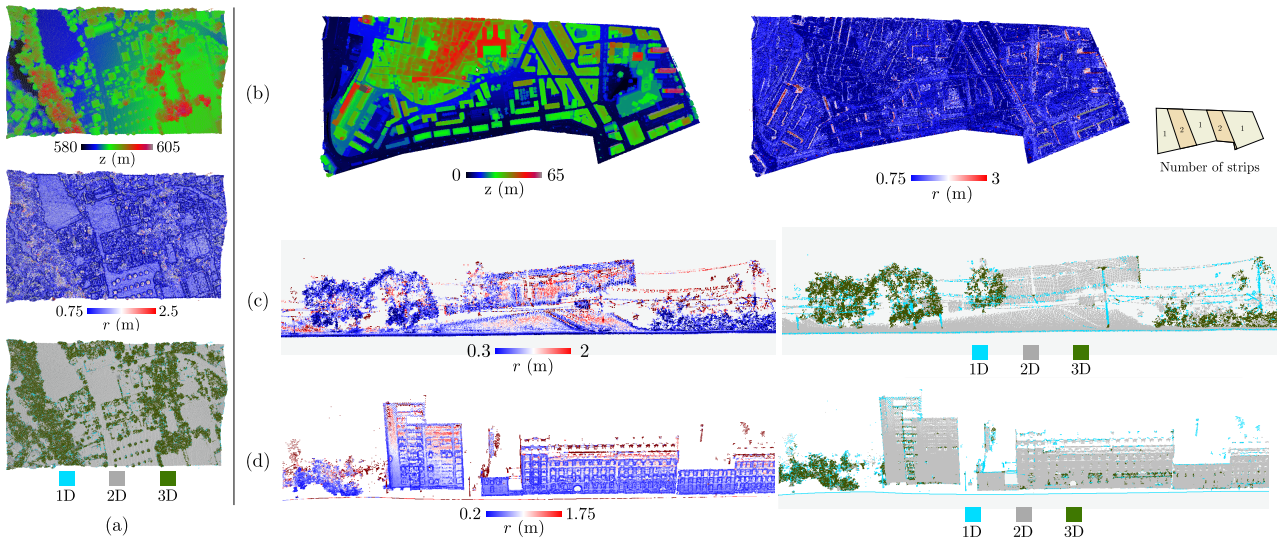 580 605
z (m)
0.75 2.5
r (m)
1D 2D 3D
(a)
(b)
0 65
z (m)
0.75 3
r (m)
1 2 1 2 1
Number of strips
(c)
0.3 2
r (m)
1D 2D 3D
(d)
0.2 1.75
r (m)
1D 2D 3D